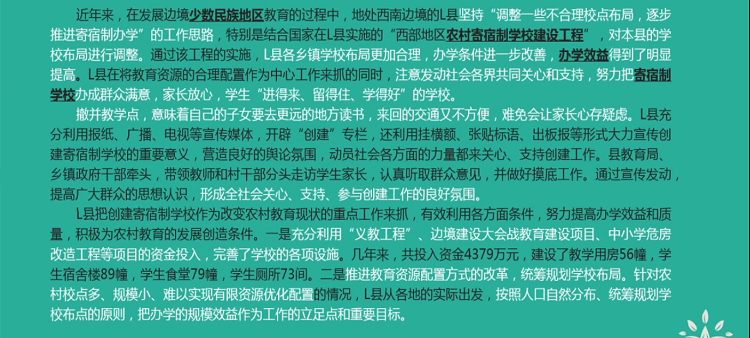 近年来，在发展边境少数民族地区教育的过程中，地处西南边境的L县坚持“调整一些不合理校点布局，逐步
推进寄宿制办学”的工作思路，特别是结合国家在L县实施的“西部地区农村寄宿制学校建设工程”，对本县的学
校布局进行调整。通过该工程的实施，L县各乡镇学校布局更加合理，办学条件进一步改善，办学效益得到了明显
提高。L县在将教育资源的合理配置作为中心工作来抓的同时，注意发动社会各界共同关心和支持，努力把寄宿制
学校办成群众满意，家长放心，学生“进得来、留得住、学得好”的学校。
撤并教学点，意味着自己的子女要去更远的地方读书，来回的交通又不方便，难免会让家长心存疑虑。L县充
分利用报纸、广播、电视等宣传媒体，开辟“创建”专栏，还利用挂横额、张贴标语、出板报等形式大力宣传创
建寄宿制学校的重要意义，营造良好的舆论氛围，动员社会各方面的力量都来关心、支持创建工作。县教育局、
乡镇政府干部牵头，带领教师和村干部分头走访学生家长，认真听取群众意见，并做好摸底工作。通过宣传发动，
提高广大群众的思想认识，形成全社会关心、支持、参与创建工作的良好氛围。
L县把创建寄宿制学校作为改变农村教育现状的重点工作来抓，有效利用各方面条件，努力提高办学效益和质
量，积极为农村教育的发展创造条件。一是充分利用“义教工程”、边境建设大会战教育建设项目、中小学危房
改造工程等项目的资金投入，完善了学校的各项设施。几年来，共投入资金4379万元，建设了教学用房56幢，学
生宿舍楼89幢，学生食堂79幢，学生厕所73间。二是推进教育资源配置方式的改革，统筹规划学校布局。针对农
村校点多、规模小、难以实现有限资源优化配置的情况，L县从各地的实际出发，按照人口自然分布、统筹规划学
校布点的原则，把办学的规模效益作为工作的立足点和重要目标。